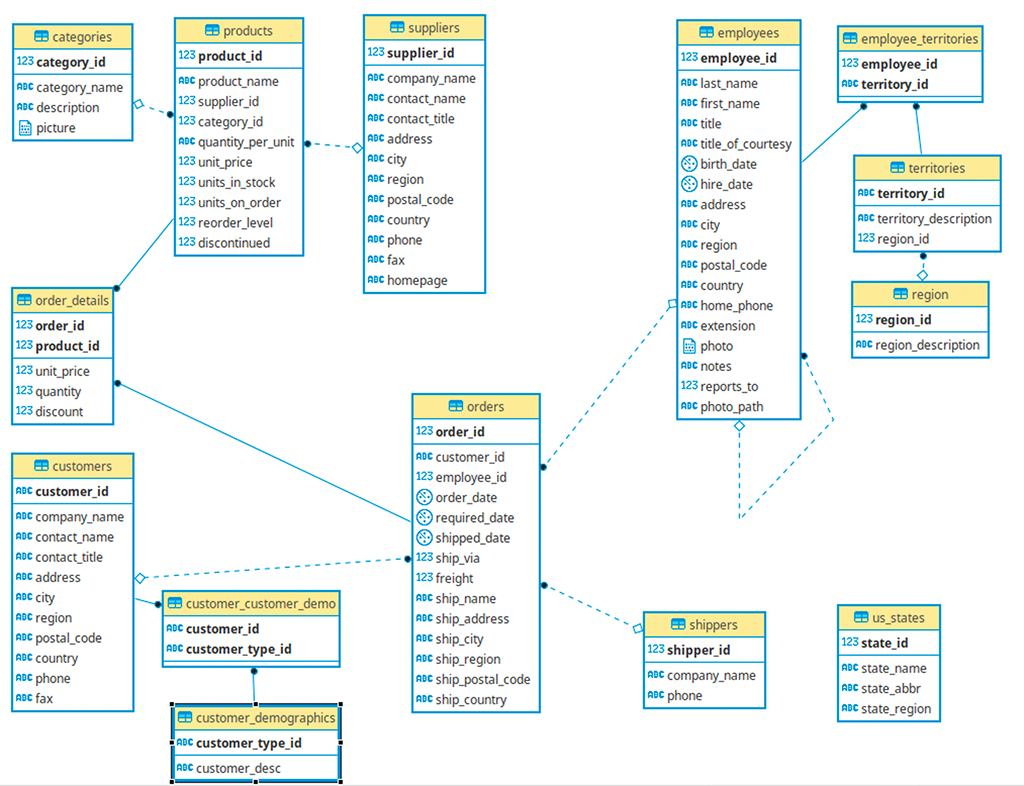 categories
123 category_id
ABC category_name
ABC description
picture
products
123 product_id
ABC product_name
123 supplier_id
123 category_id
ABC quantity_per_unit
123 unit_price
123 units_in_stock
123 units_on_order
123 reorder_level
123 discontinued
suppliers
123 supplier_id
ABC company_name
ABC contact_name
ABC contact_title
ABC address
ABC city
ABC region
ABC postal_code
ABC country
ABC phone
ABC fax
ABC homepage
employees
123 employee_id
ABC last_name
ABC first_name
ABC title
ABC title_of_courtesy
birth_date
hire_date
ABC address
ABC city
ABC region
ABC postal_code
ABC country
ABC home_phone
ABC extension
photo
ABC notes
123 reports_to
ABC photo_path
employee_territories
123 employee_id
ABC territory_id
territories
ABC territory_id
ABC territory_description
123 region_id
region
123 region_id
ABC region_description
order_details
123 order_id
123 product_id
123 unit_price
123 quantity
123 discount
orders
123 order_id
ABC customer_id
123 employee_id
order_date
required_date
shipped_date
123 ship_via
123 freight
ABC ship_name
ABC ship_address
ABC ship_city
ABC ship_region
ABC ship_postal_code
ABC ship_country
customers
ABC customer_id
ABC company_name
ABC contact_name
ABC contact_title
ABC address
ABC city
ABC region
ABC postal_code
ABC country
ABC phone
ABC fax
customer_customer_demo
ABC customer_id
ABC customer_type_id
customer_demographics
ABC customer_type_id
ABC customer_desc
shippers
123 shipper_id
ABC company_name
ABC phone
us_states
123 state_id
ABC state_name
ABC state_abbr
ABC state_region